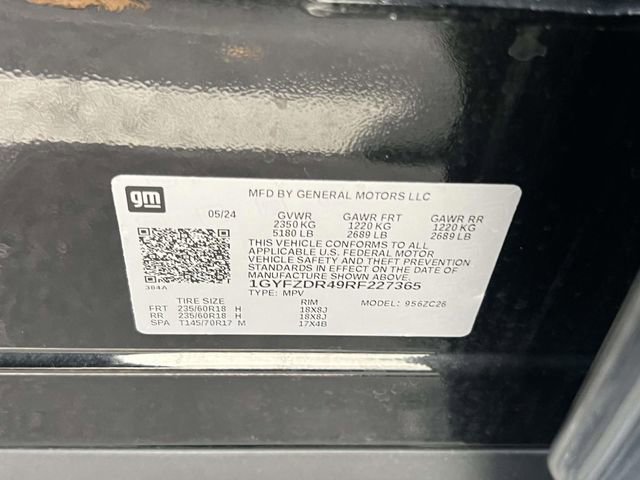 gm
MFD BY GENERAL MOTORS LLC
05/24 GVWR GAWR FRT GAWR RR
2350 KG 1220 KG 1220 KG
5180 LB 2689 LB 2689 LB
THIS VEHICLE CONFORMS TO ALL
APPLICABLE U.S. FEDERAL MOTOR
VEHICLE SAFETY AND THEFT PREVENTION
STANDARDS IN EFFECT ON THE DATE OF
MANUFACTURE SHOWN ABOVE.
384A
1GYFZDR49RF227365
TYPE: MPV MODEL: 956ZC26
TIRE SIZE RIM
FRT 235/60R18 H 18X8J
RR 235/60R18 H 18X8J
SPA T145/70R17 M 17X4B